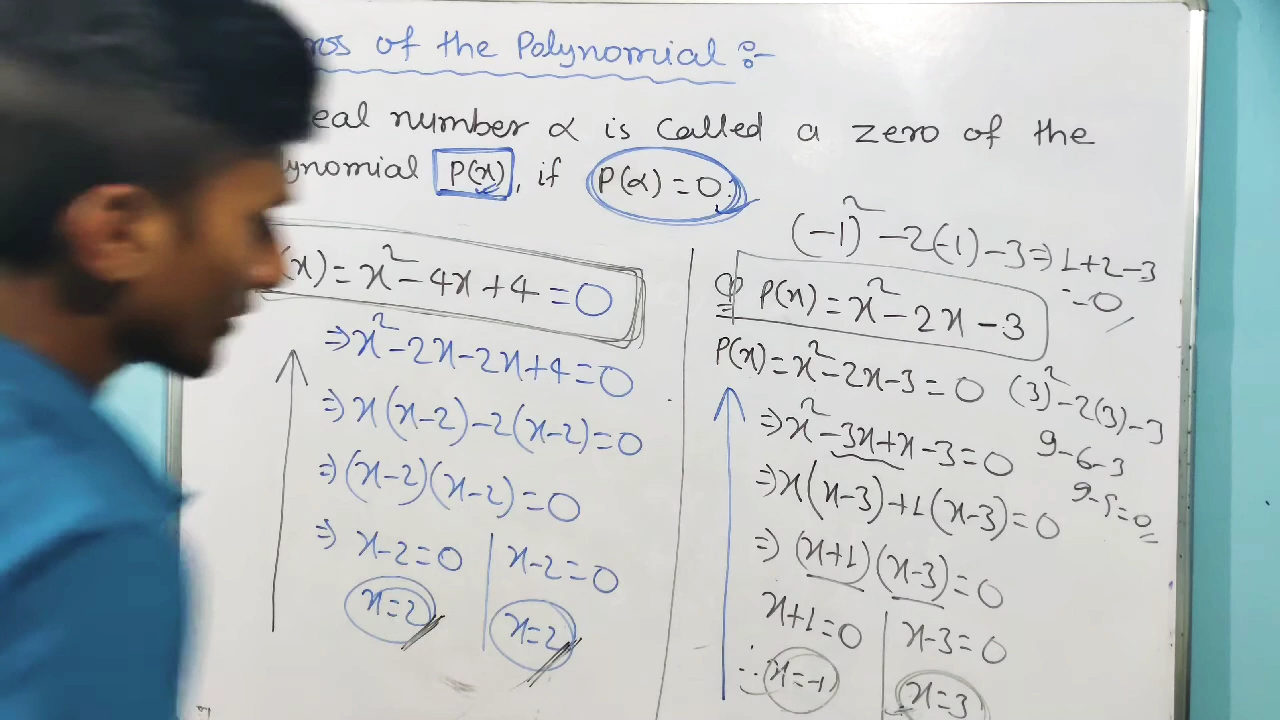 of the Polynomial :-
number α is called a zero of the
P(x), if P(α) = 0.
(x) = x² - 4x + 4 = 0
⇒ x² - 2x - 2x + 4 = 0
⇒ x(x-2) - 2(x-2) = 0
⇒ (x-2)(x-2) = 0
⇒ x-2=0 | x-2=0
x=2 x=2
(-1)² - 2(-1) - 3 ⇒ 1+2-3
= 0
P(x) = x² - 2x - 3
P(x) = x² - 2x - 3 = 0
⇒ x² - 3x + x - 3 = 0
⇒ x(x-3) + 1(x-3) = 0
⇒ (x+1)(x-3) = 0
x+1=0 | x-3=0
∴ x=-1 x=3
(3)² - 2(3) - 3
9-6-3
9-9=0